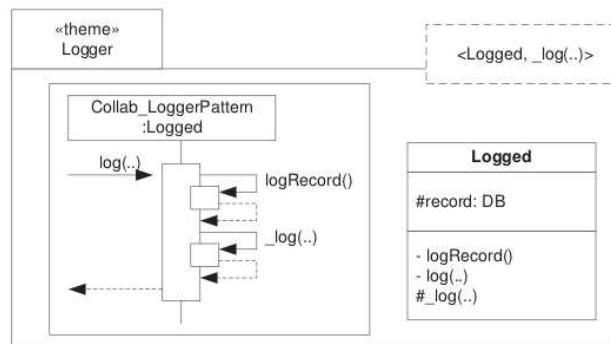 «theme»
Logger
<Logged, _log(..)>
Collab_LoggerPattern
:Logged
log(..)
logRecord()
_log(..)
Logged
#record: DB
- logRecord()
- log(..)
#_log(..)